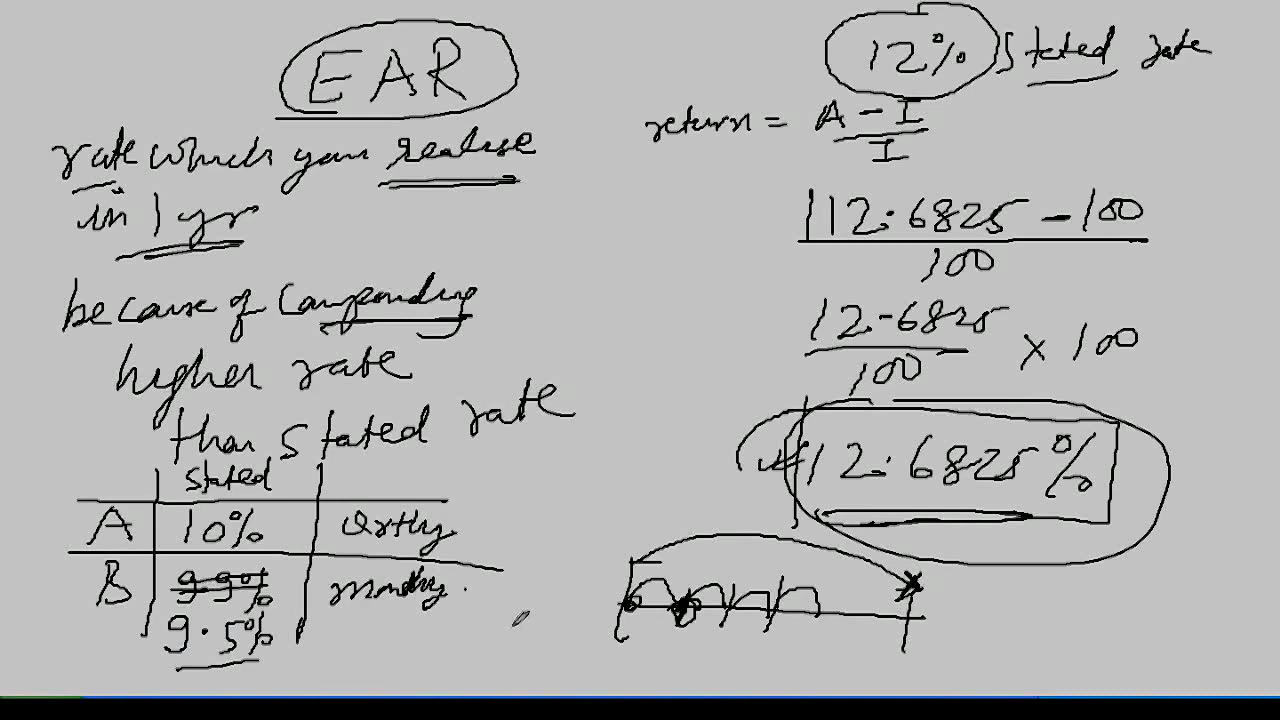 EAR
rate which you realise
in 1 yr
because of Compounding
higher rate
than stated rate
stated
A 10% Qrtly
B 9.9% monthly.
9.5%
12% stated rate
return = A - I
I
112.6825 - 100
100
12.6825
100
× 100
12.6825%